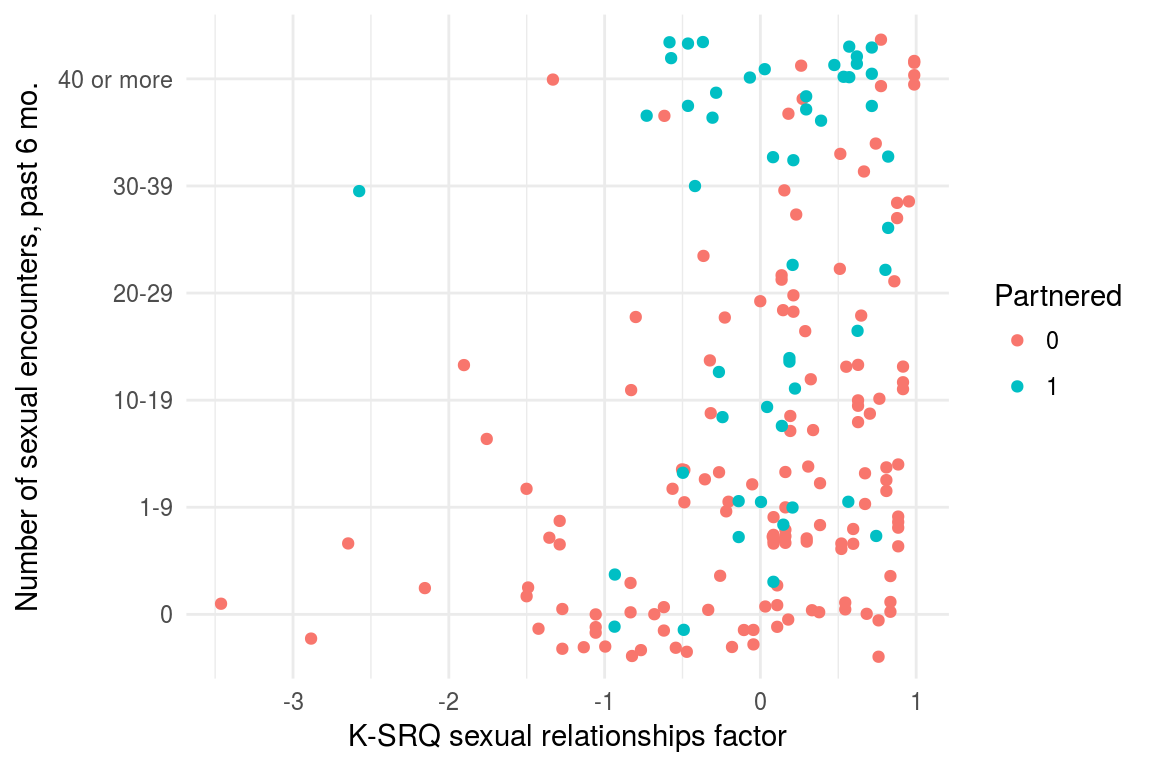 Number of sexual encounters, past 6 mo.
40 or more
30-39
20-29
10-19
1-9
0
-3 -2 -1 0 1
K-SRQ sexual relationships factor
Partnered
0
1